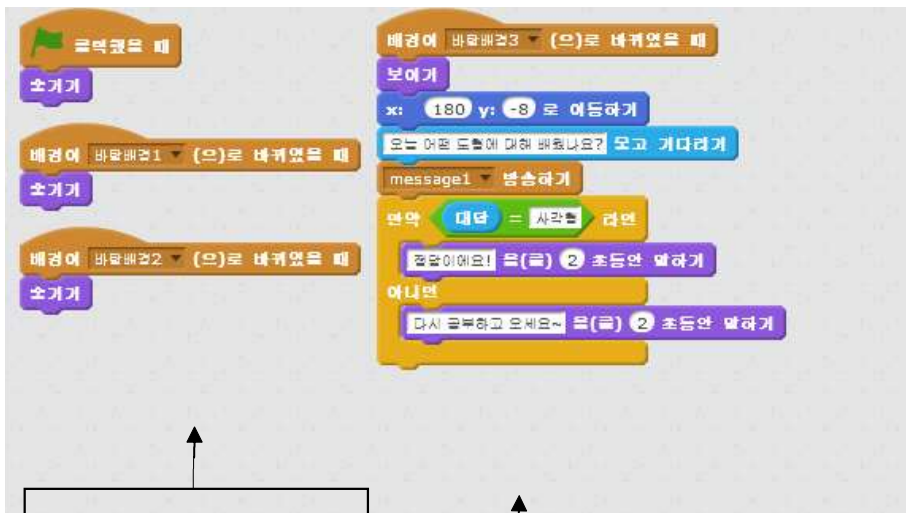 클릭했을 때
숨기기
배경이 바탈배경1 (으)로 바뀌었을 때
숨기기
배경이 바탈배경2 (으)로 바뀌었을 때
숨기기
배경이 바탈배경3 (으)로 바뀌었을 때
보이기
x: 180 y: -8 로 이동하기
오늘 어떤 도형에 대해 배웠나요? 묻고 기다리기
message1 방송하기
만약 대답 = 사각형 라면
정답이에요! 을(를) 2 초동안 말하기
아니면
다시 공부하고 오세요~ 을(를) 2 초동안 말하기